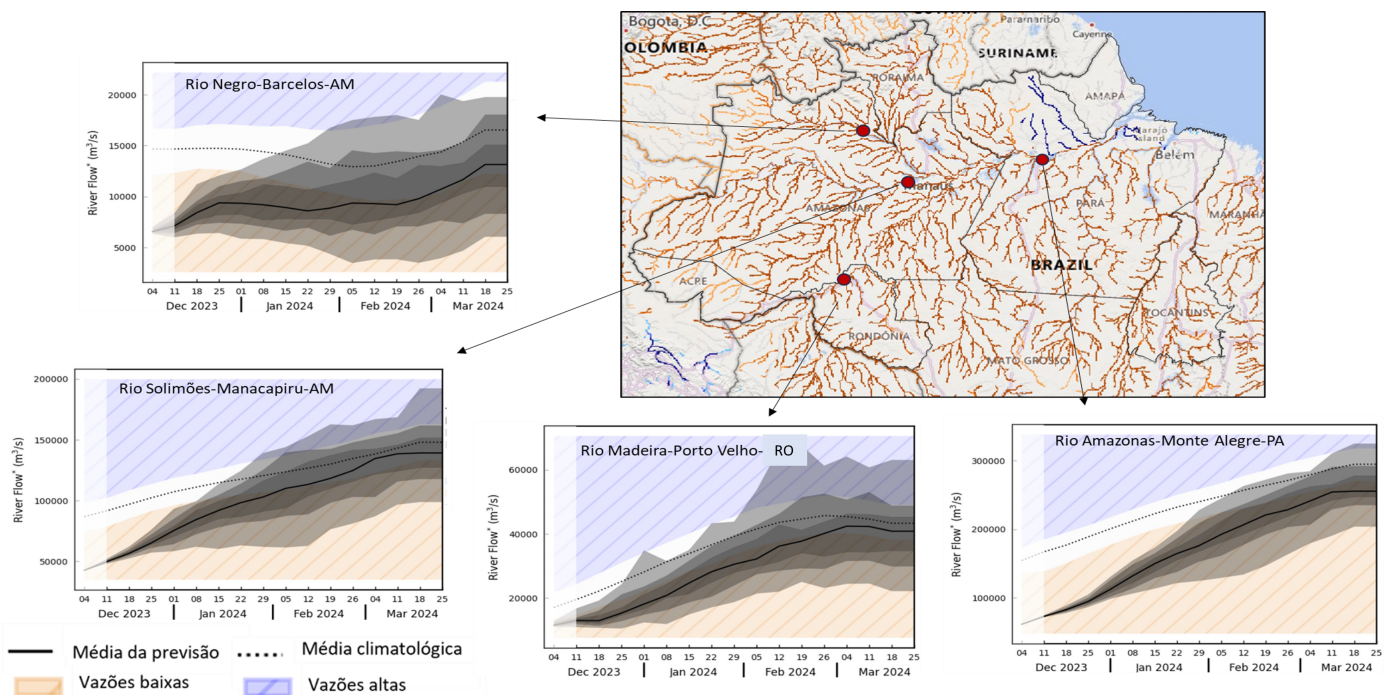 Bogota, D.C
OLOMBIA
SURINAME
Paramaribo
Cayenne
RORAIMA
AMAPÁ
Marajó
Island
Belém
AMAZONAS
PARÁ
MARANHÃ
BRAZIL
ACRE
TOCANTINS
RONDÔNIA
MATO GROSSO
Rio Negro-Barcelos-AM
River Flow* (m³/s)
20000
15000
10000
5000
04 11 18 25 01 08 15 22 29 05 12 19 26 04 11 18 25
Dec 2023 Jan 2024 Feb 2024 Mar 2024
Rio Solimões-Manacapiru-AM
River Flow* (m³/s)
200000
150000
100000
50000
04 11 18 25 01 08 15 22 29 05 12 19 26 04 11 18 25
Dec 2023 Jan 2024 Feb 2024 Mar 2024
Rio Madeira-Porto Velho- RO
River Flow* (m³/s)
60000
40000
20000
04 11 18 25 01 08 15 22 29 05 12 19 26 04 11 18 25
Dec 2023 Jan 2024 Feb 2024 Mar 2024
Rio Amazonas-Monte Alegre-PA
River Flow* (m³/s)
300000
200000
100000
04 11 18 25 01 08 15 22 29 05 12 19 26 04 11 18 25
Dec 2023 Jan 2024 Feb 2024 Mar 2024
Média da previsão Média climatológica
Vazões baixas Vazões altas